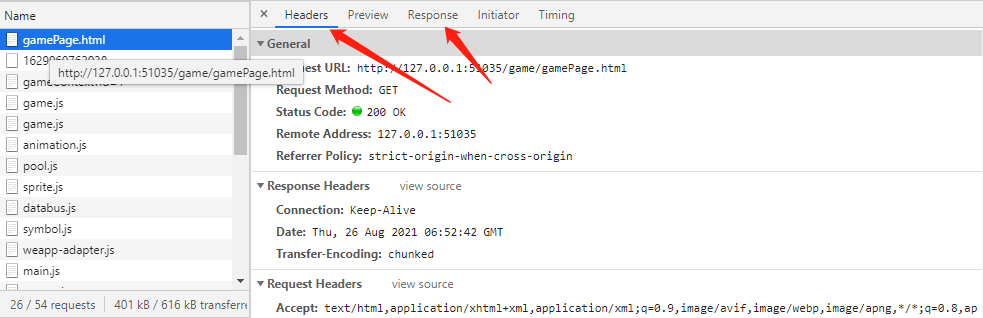 Name
gamePage.html
http://127.0.0.1:51035/game/gamePage.html
game.js
game.js
animation.js
pool.js
sprite.js
databus.js
symbol.js
weapp-adapter.js
main.js
26 / 54 requests 401 kB / 616 kB transferre
× Headers Preview Response Initiator Timing
General
uest URL: http://127.0.0.1:51035/game/gamePage.html
Request Method: GET
Status Code: 200 OK
Remote Address: 127.0.0.1:51035
Referrer Policy: strict-origin-when-cross-origin
Response Headers view source
Connection: Keep-Alive
Date: Thu, 26 Aug 2021 06:52:42 GMT
Transfer-Encoding: chunked
Request Headers view source
Accept: text/html,application/xhtml+xml,application/xml;q=0.9,image/avif,image/webp,image/apng,*/*;q=0.8,ap